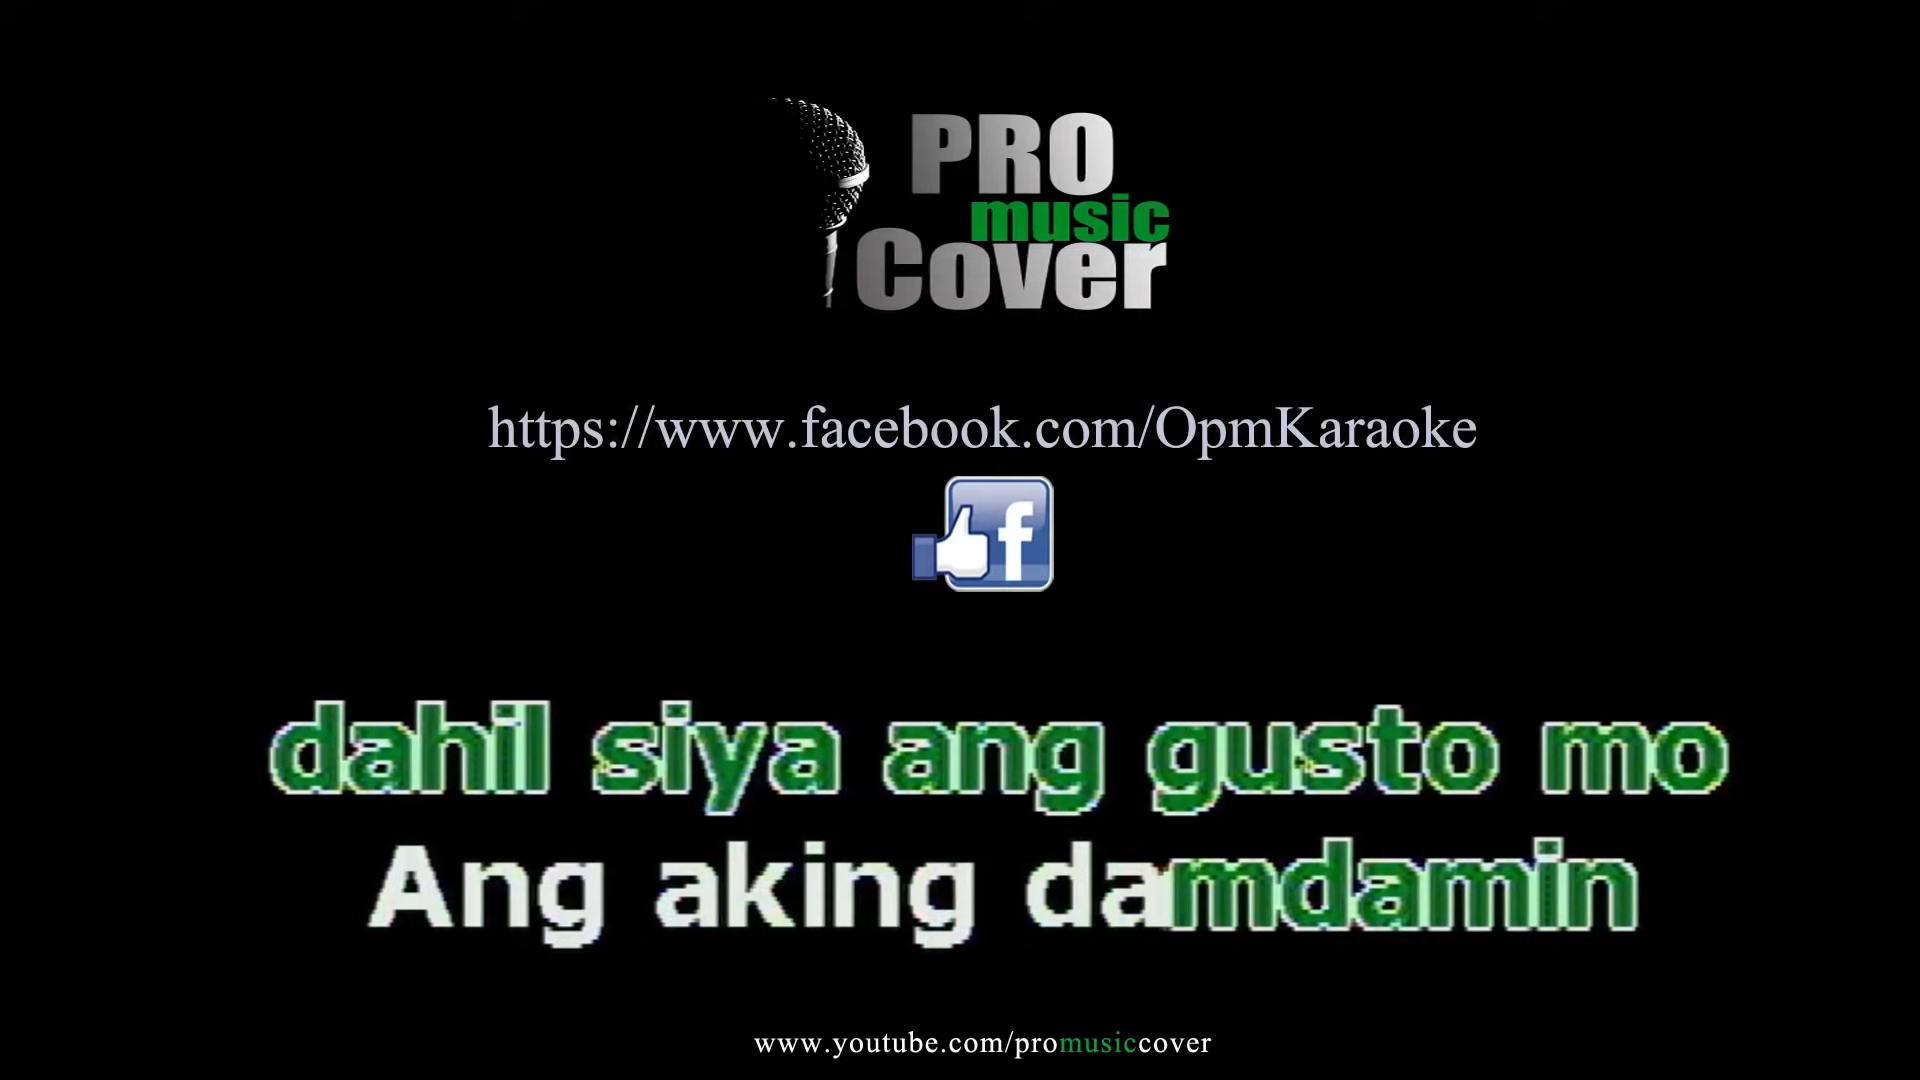 PRO
music
Cover
https://www.facebook.com/OpmKaraoke
f
dahil siya ang gusto mo
Ang aking damdamin
www.youtube.com/promusiccover